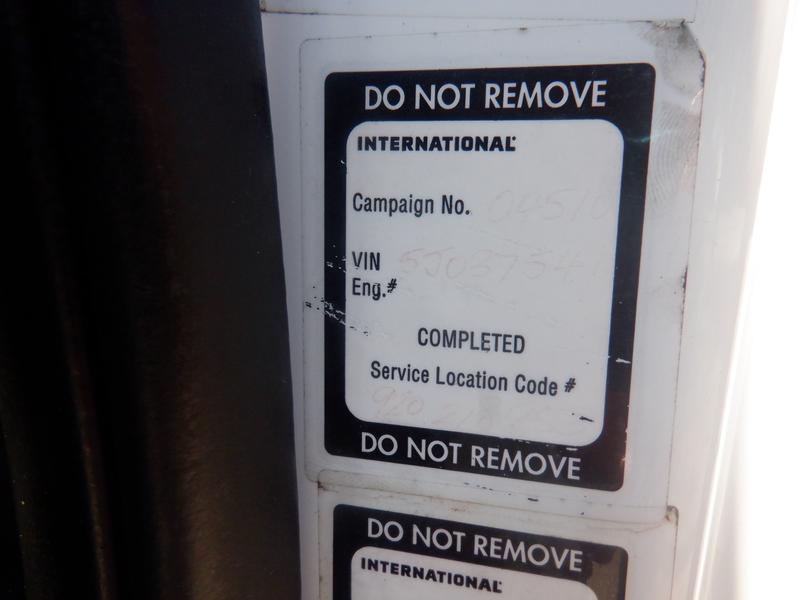 DO NOT REMOVE
INTERNATIONAL®
Campaign No. 04510
VIN
Eng.#
COMPLETED
Service Location Code #
DO NOT REMOVE
DO NOT REMOVE
INTERNATIONAL®